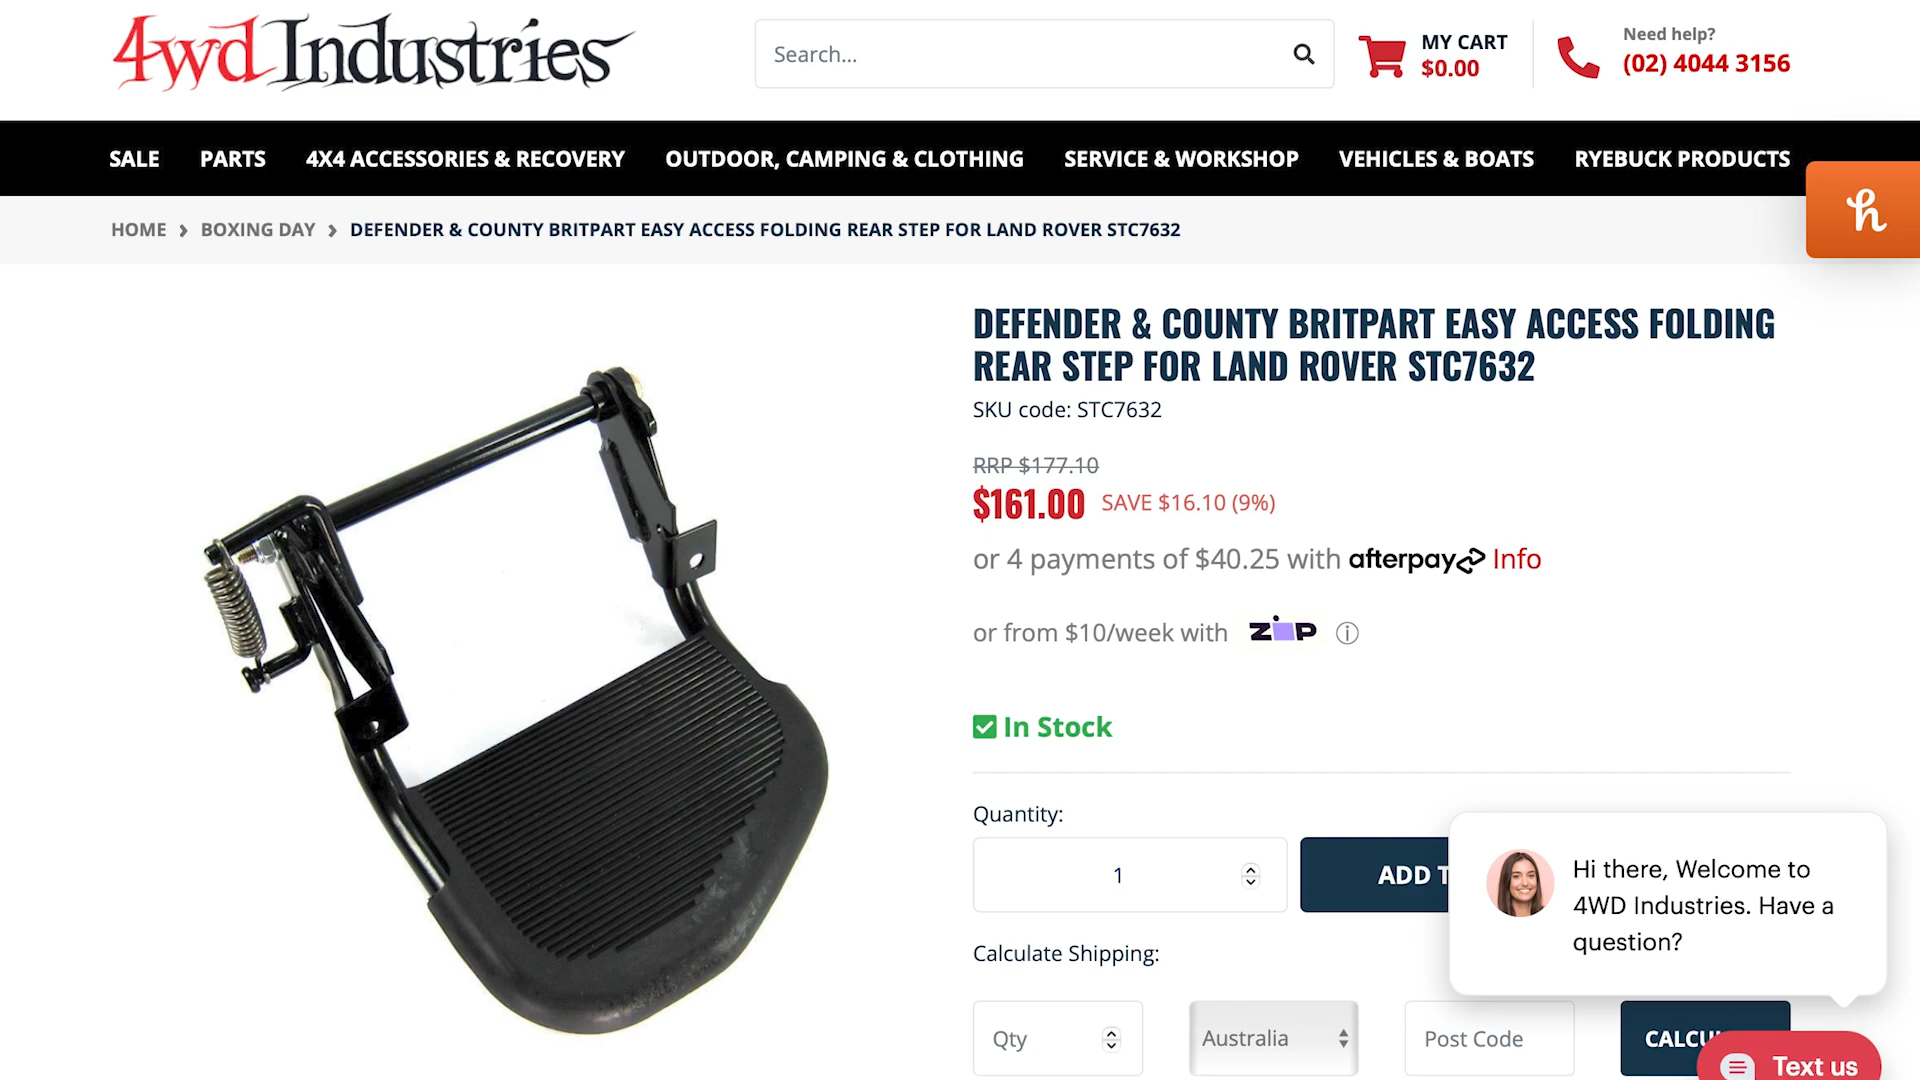 4wd Industries
Search...
MY CART
$0.00
Need help?
(02) 4044 3156
SALE PARTS 4X4 ACCESSORIES & RECOVERY OUTDOOR, CAMPING & CLOTHING SERVICE & WORKSHOP VEHICLES & BOATS RYEBUCK PRODUCTS
h
HOME > BOXING DAY > DEFENDER & COUNTY BRITPART EASY ACCESS FOLDING REAR STEP FOR LAND ROVER STC7632
DEFENDER & COUNTY BRITPART EASY ACCESS FOLDING
REAR STEP FOR LAND ROVER STC7632
SKU code: STC7632
RRP $177.10
$161.00 SAVE $16.10 (9%)
or 4 payments of $40.25 with afterpay Info
or from $10/week with ZIP
In Stock
Quantity:
1
ADD T
Hi there, Welcome to
4WD Industries. Have a
question?
Calculate Shipping:
Qty Australia Post Code CALCU
Text us